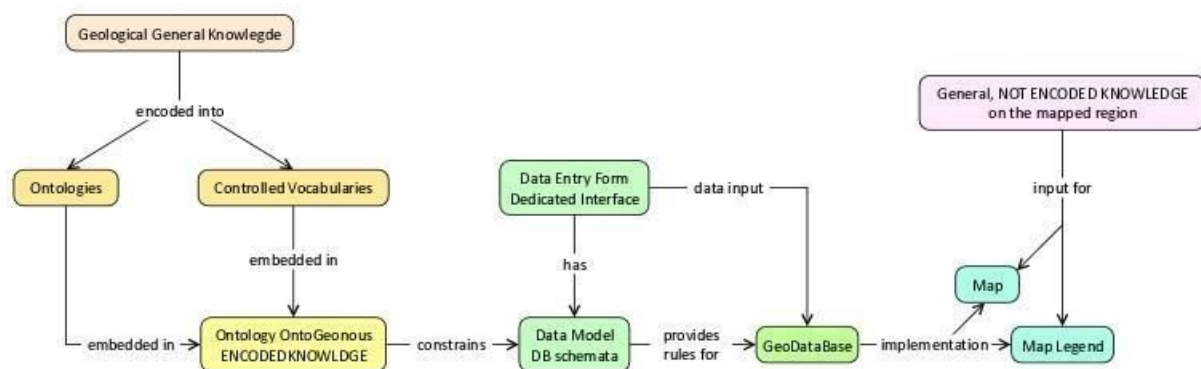 Geological General Knowlegde
encoded into
Ontologies
Controlled Vocabularies
embedded in
embedded in
Ontology OntoGeonous
ENCODEDKNOWLDGE
constrains
Data Entry Form
Dedicated Interface
data input
has
Data Model
DB schemata
provides
rules for
GeoDataBase
implementation
General, NOT ENCODED KNOWLEDGE
on the mapped region
input for
Map
Map Legend